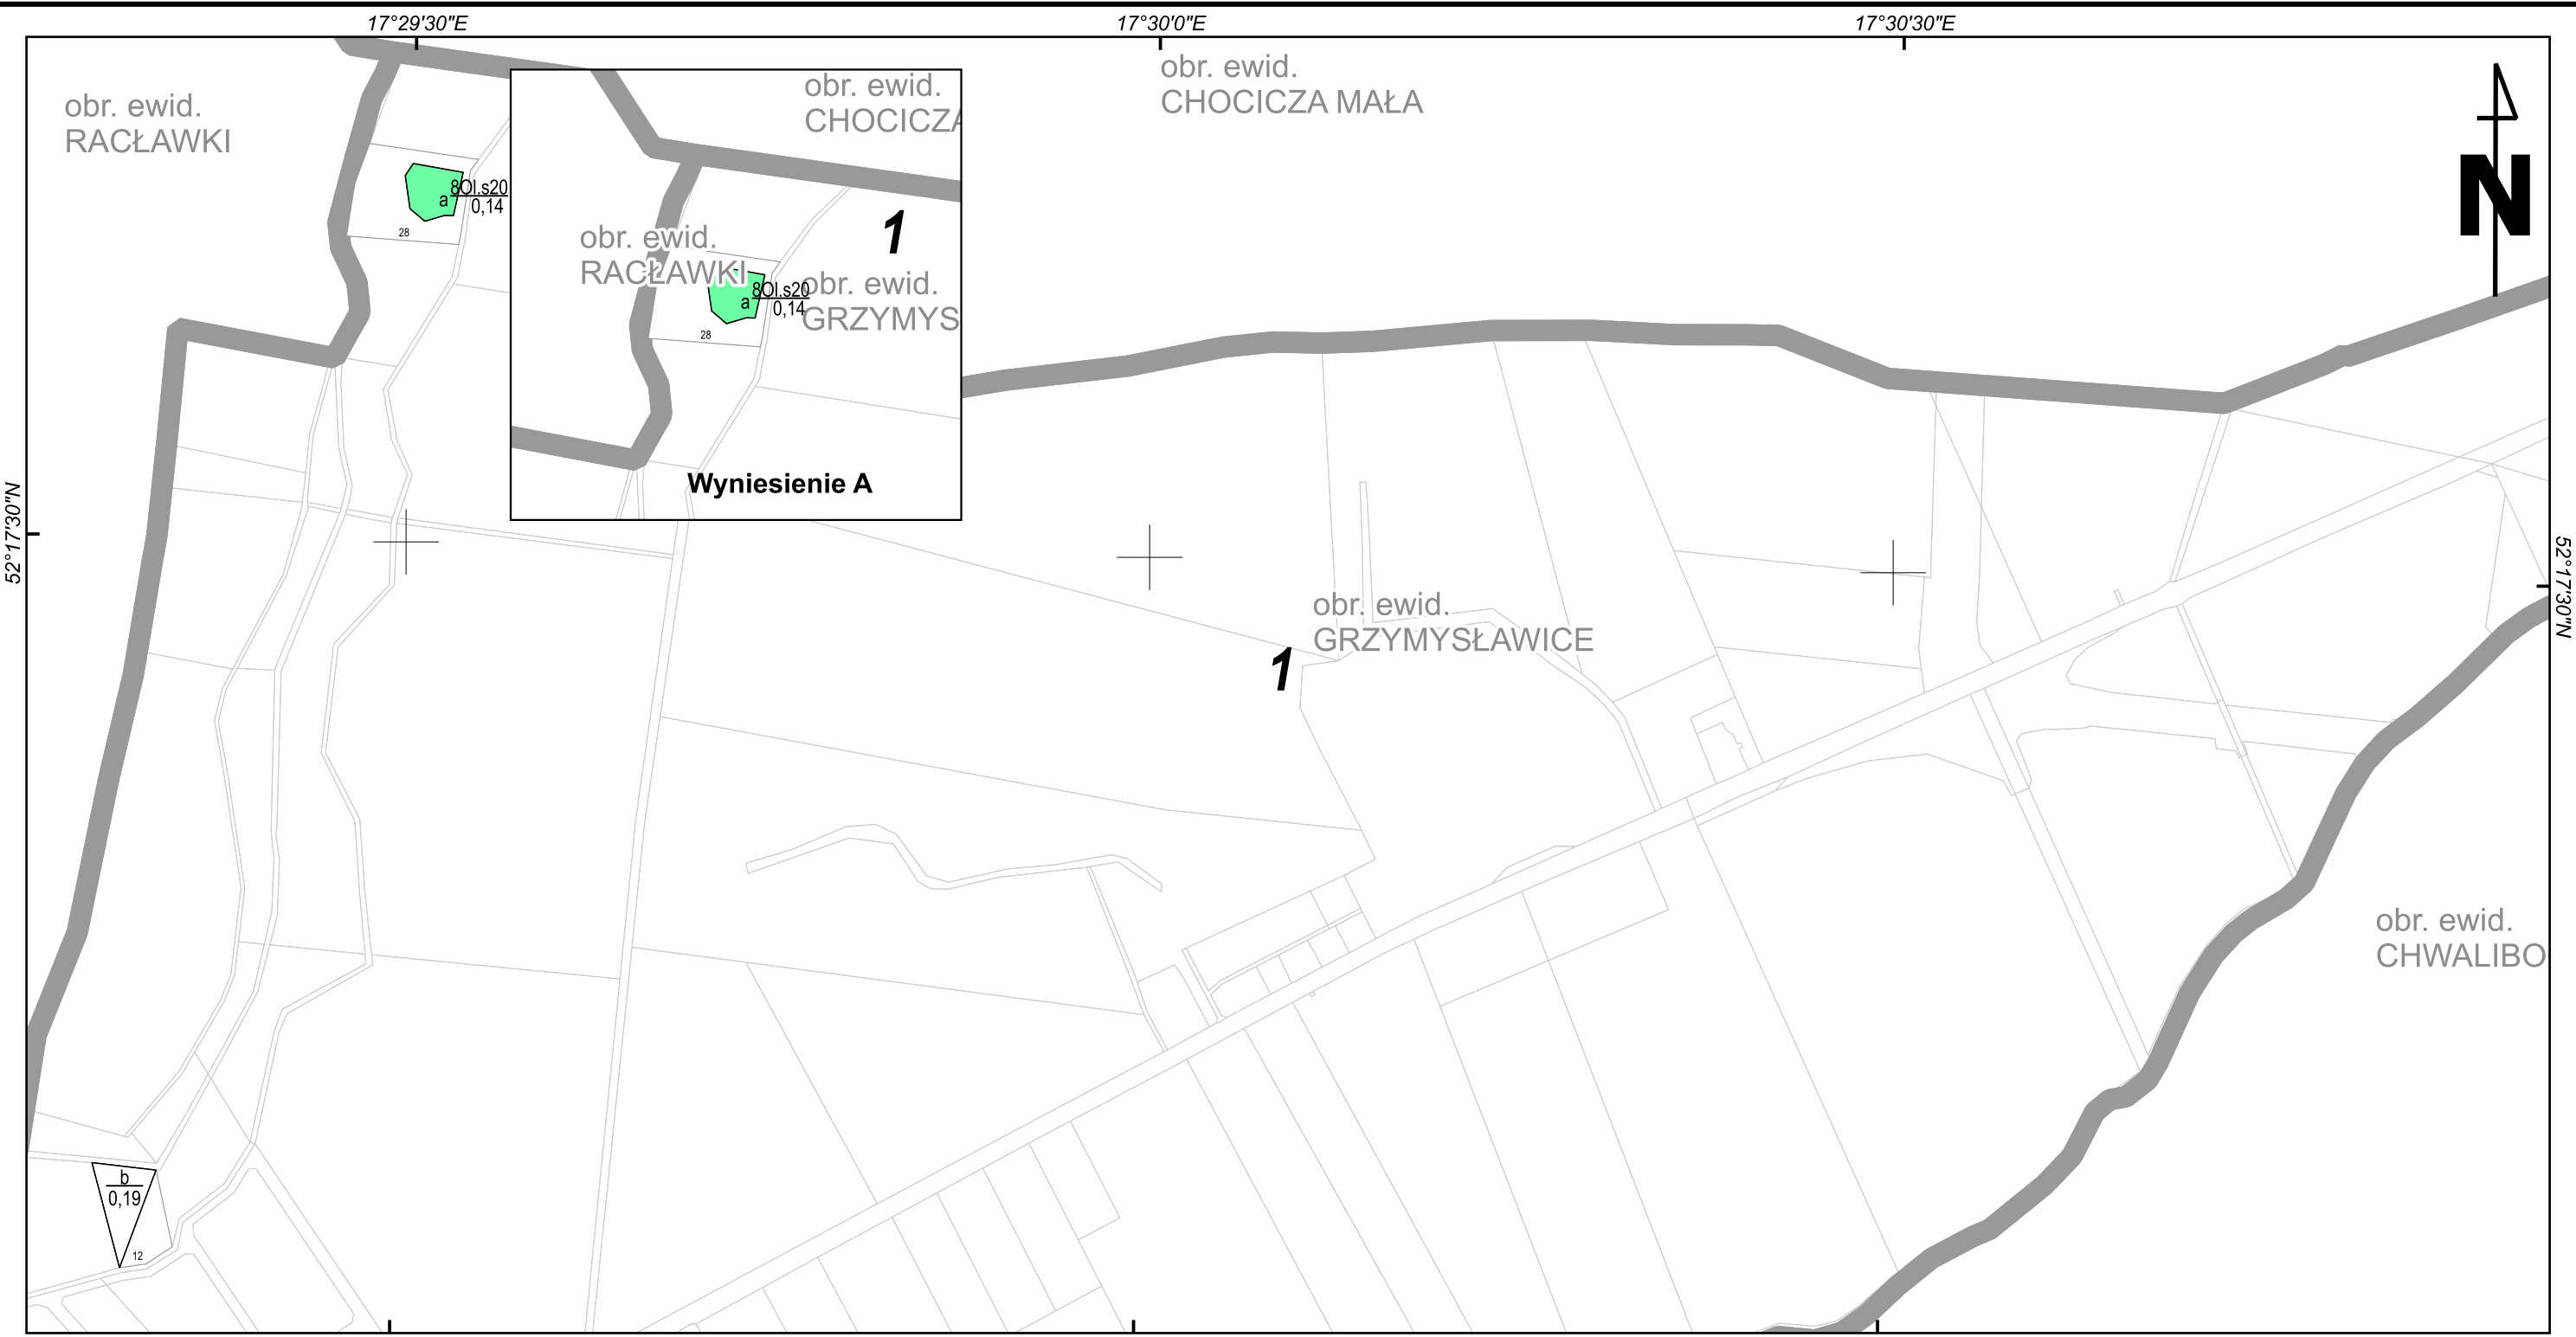 17°29'30"E
17°30'0"E
17°30'30"E
obr. ewid.
RACŁAWKI
8Ol.s20
a
0,14
28
obr. ewid.
CHOCICZA
1
obr. ewid.
RACŁAWKI
8Ol.s20
a
0,14
28
obr. ewid.
GRZYMYS
Wyniesienie A
obr. ewid.
CHOCICZA MAŁA
N
52°17'30"N
52°17'30"N
obr. ewid.
GRZYMYSŁAWICE
1
obr. ewid.
CHWALIBO
b
0,19
12